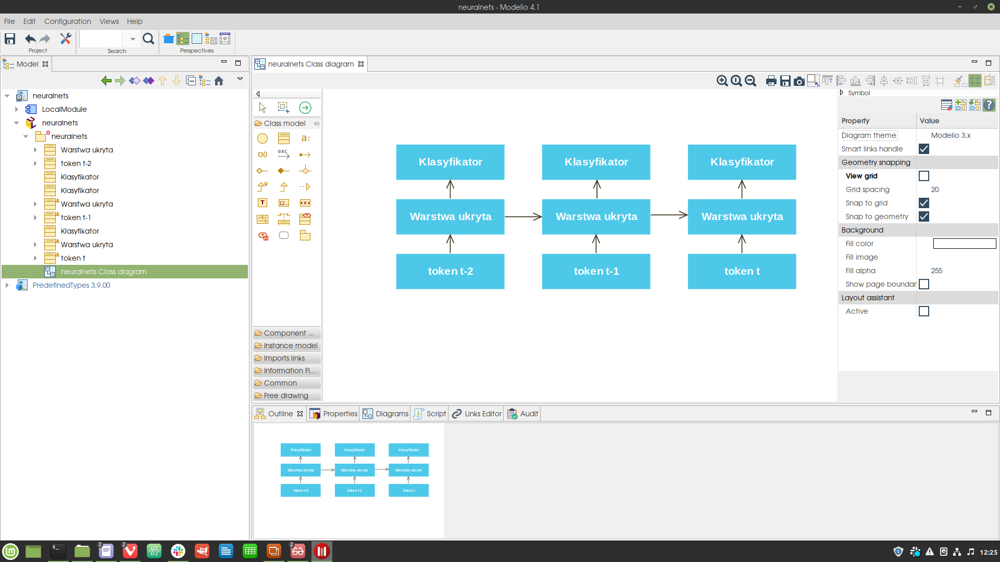 neuralnets - Modelio 4.1
File Edit Configuration Views Help
Project Search Perspectives
Model
neuralnets
LocalModule
neuralnets
neuralnets
Warstwa ukryta
token t-2
Klasyfikator
Klasyfikator
Warstwa ukryta
token t-1
Klasyfikator
Warstwa ukryta
token t
neuralnets Class diagram
PredefinedTypes 3.9.00
neuralnets Class diagram
Class model
a:
O()
exc
T
12...
<S>
Component ...
Instance model
Imports links
Information Fl...
Common
Free drawing
Klasyfikator Klasyfikator Klasyfikator
Warstwa ukryta Warstwa ukryta Warstwa ukryta
token t-2 token t-1 token t
Symbol
Property Value
Diagram theme Modelio 3.x
Smart links handle
Geometry snapping
View grid
Grid spacing 20
Snap to grid
Snap to geometry
Background
Fill color
Fill image
Fill alpha 255
Show page boundar
Layout assistant
Active
Outline Properties Diagrams Script Links Editor Audit
Klasyfikator Klasyfikator Klasyfikator
Warstwa ukryta Warstwa ukryta Warstwa ukryta
token t-2 token t-1 token t
2 2 2
12:25